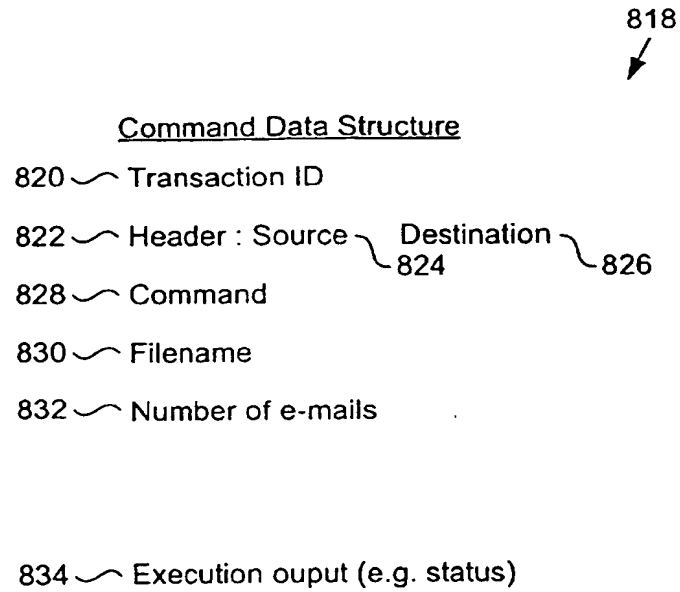 818
Command Data Structure
820 Transaction ID
822 Header : Source 824 Destination 826
828 Command
830 Filename
832 Number of e-mails
834 Execution ouput (e.g. status)